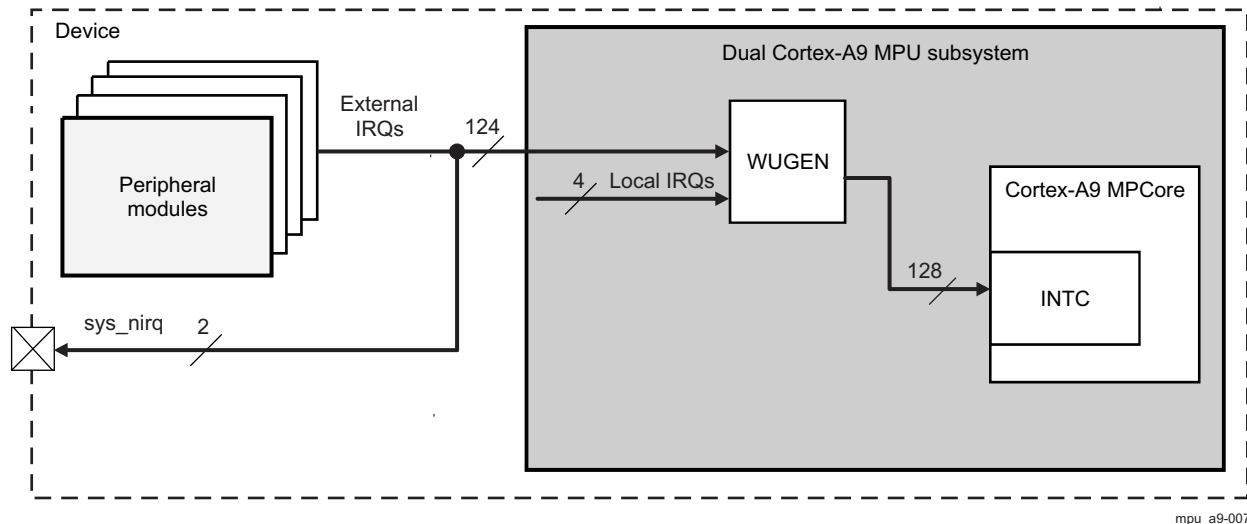 Device
Dual Cortex-A9 MPU subsystem
External
IRQs
124
WUGEN
Peripheral
modules
4
Local IRQs
Cortex-A9 MPCore
128
INTC
sys_nirq
2
mpu_a9-007